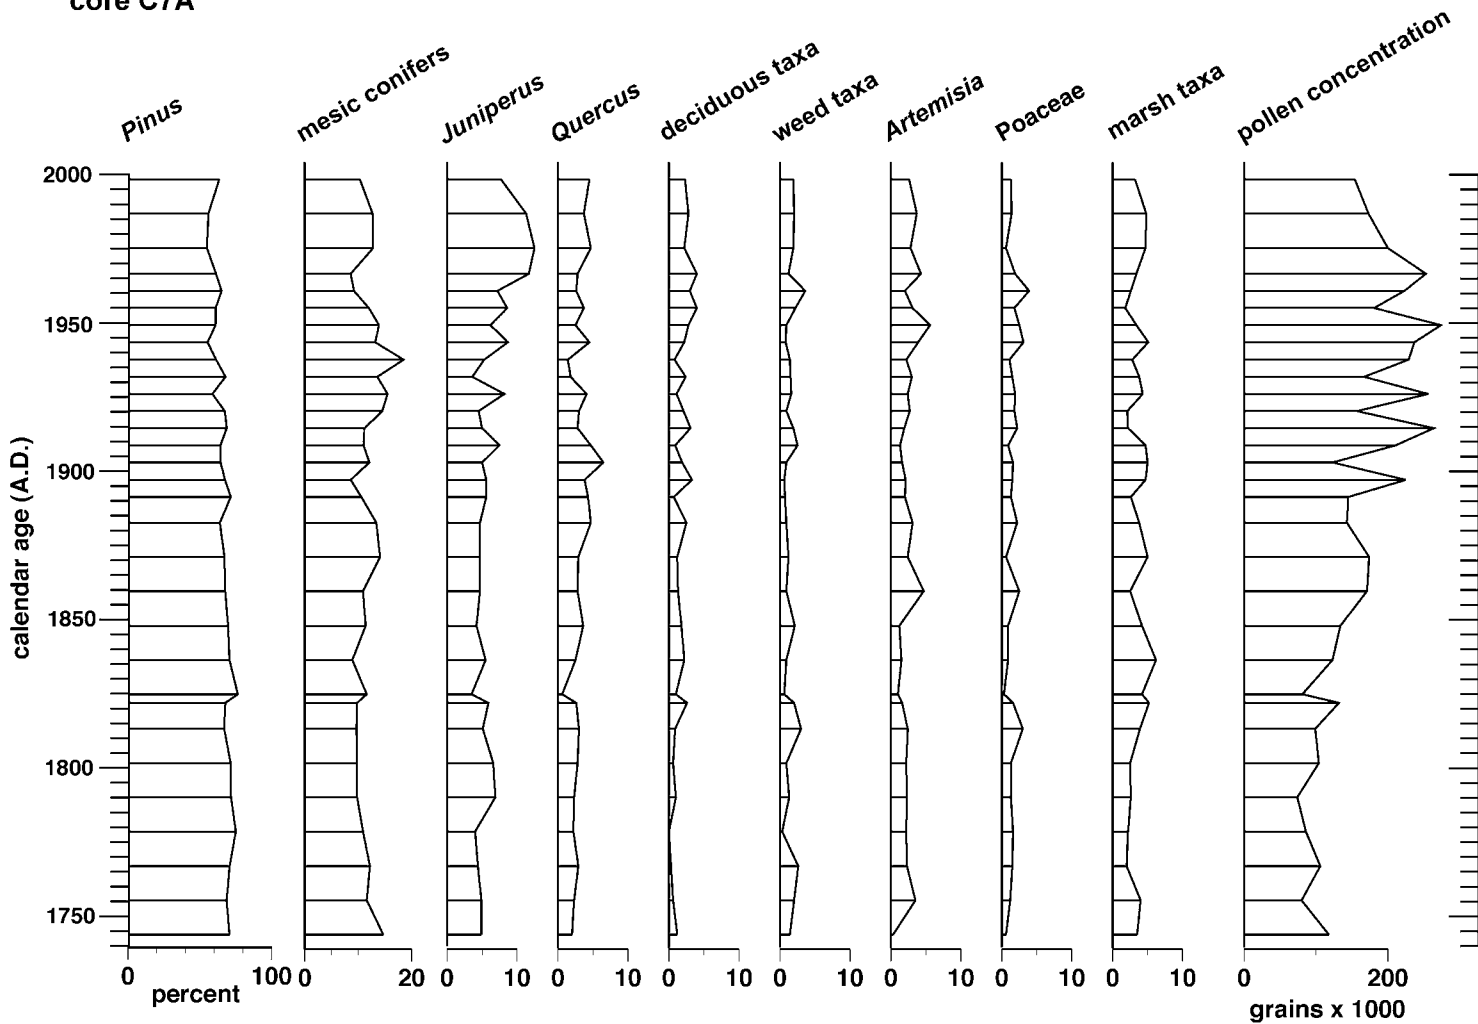 core C7A
Pinus
mesic conifers
Juniperus
Quercus
deciduous taxa
weed taxa
Artemisia
Poaceae
marsh taxa
pollen concentration
calendar age (A.D.)
2000
1950
1900
1850
1800
1750
0 100 0 20 0 10 0 10 0 10 0 10 0 10 0 10 0 10 0 200
percent
grains x 1000